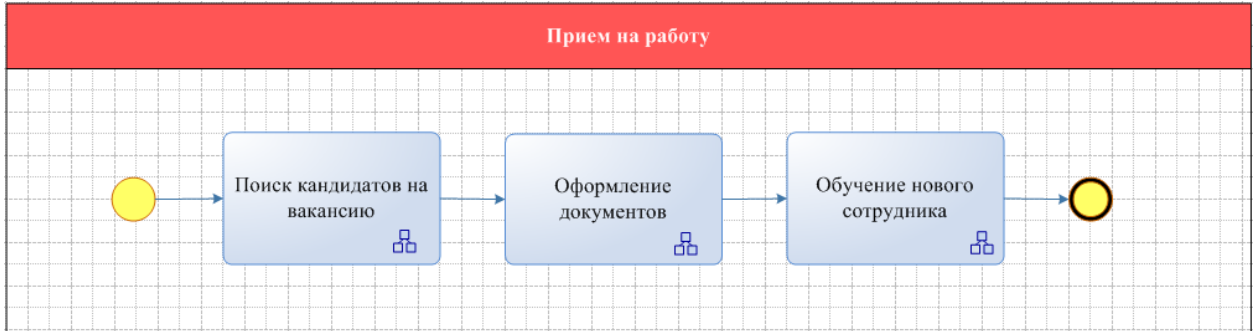 Прием на работу
Поиск кандидатов на
вакансию
Оформление
документов
Обучение нового
сотрудника